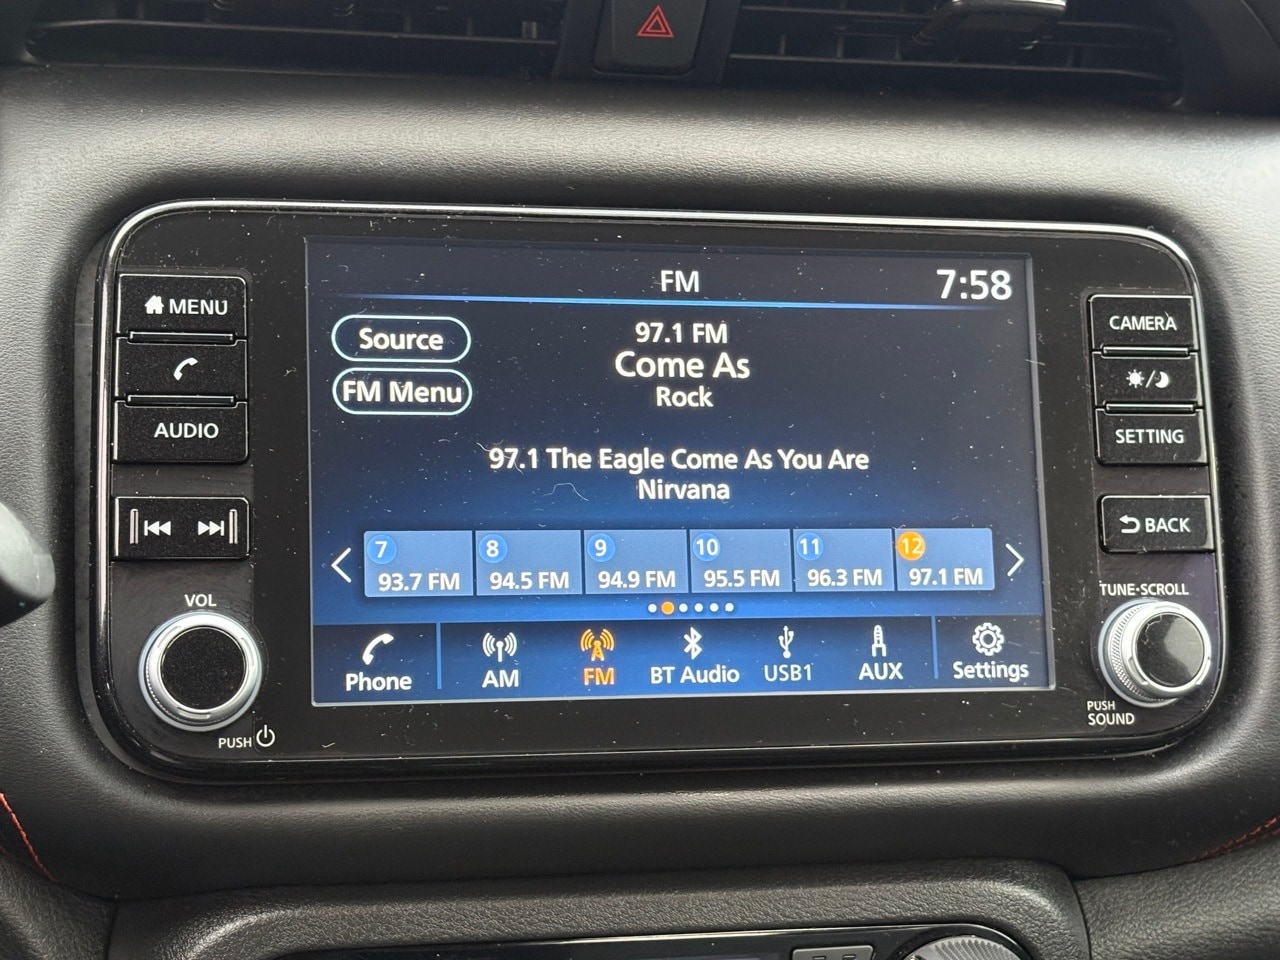 FM
7:58
MENU
AUDIO
VOL
PUSH
Source
FM Menu
97.1 FM
Come As
Rock
97.1 The Eagle Come As You Are
Nirvana
7 8 9 10 11 12
93.7 FM 94.5 FM 94.9 FM 95.5 FM 96.3 FM 97.1 FM
Phone AM FM BT Audio USB1 AUX Settings
CAMERA
SETTING
BACK
TUNE·SCROLL
PUSH
SOUND